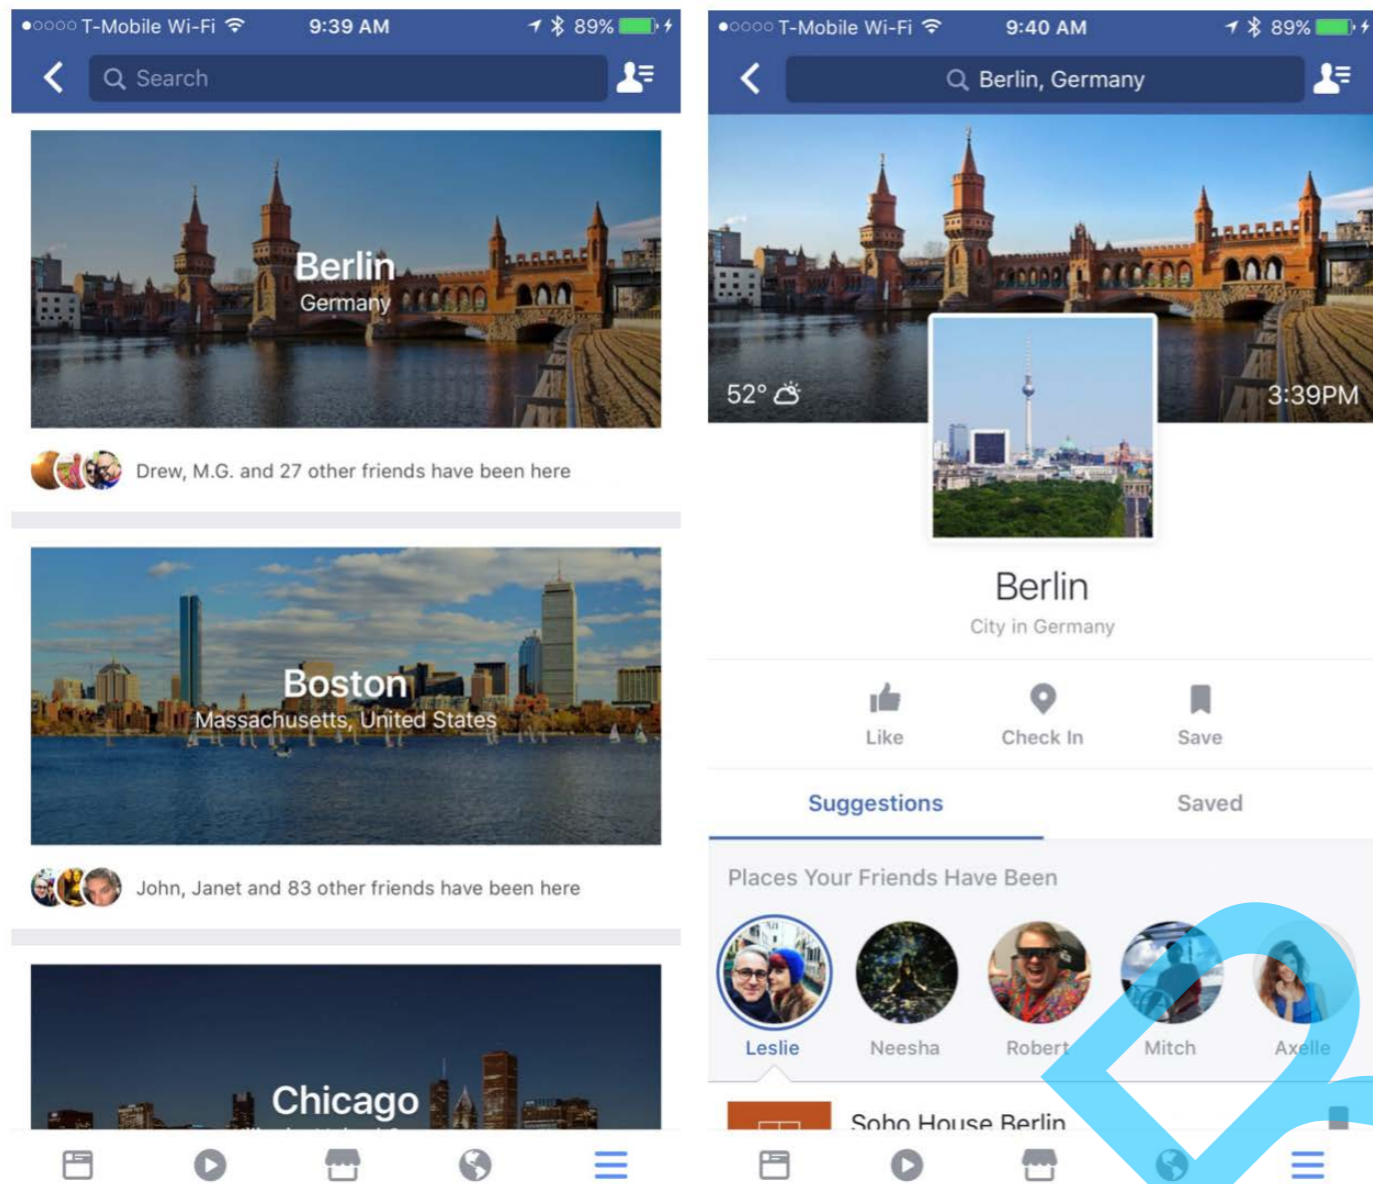 T-Mobile Wi-Fi 9:39 AM 89%
Search
Berlin
Germany
Drew, M.G. and 27 other friends have been here
Boston
Massachusetts, United States
John, Janet and 83 other friends have been here
Chicago
T-Mobile Wi-Fi 9:40 AM 89%
Berlin, Germany
52° 3:39PM
Berlin
City in Germany
Like Check In Save
Suggestions Saved
Places Your Friends Have Been
Leslie Neesha Robert Mitch Axelle
Soho House Berlin